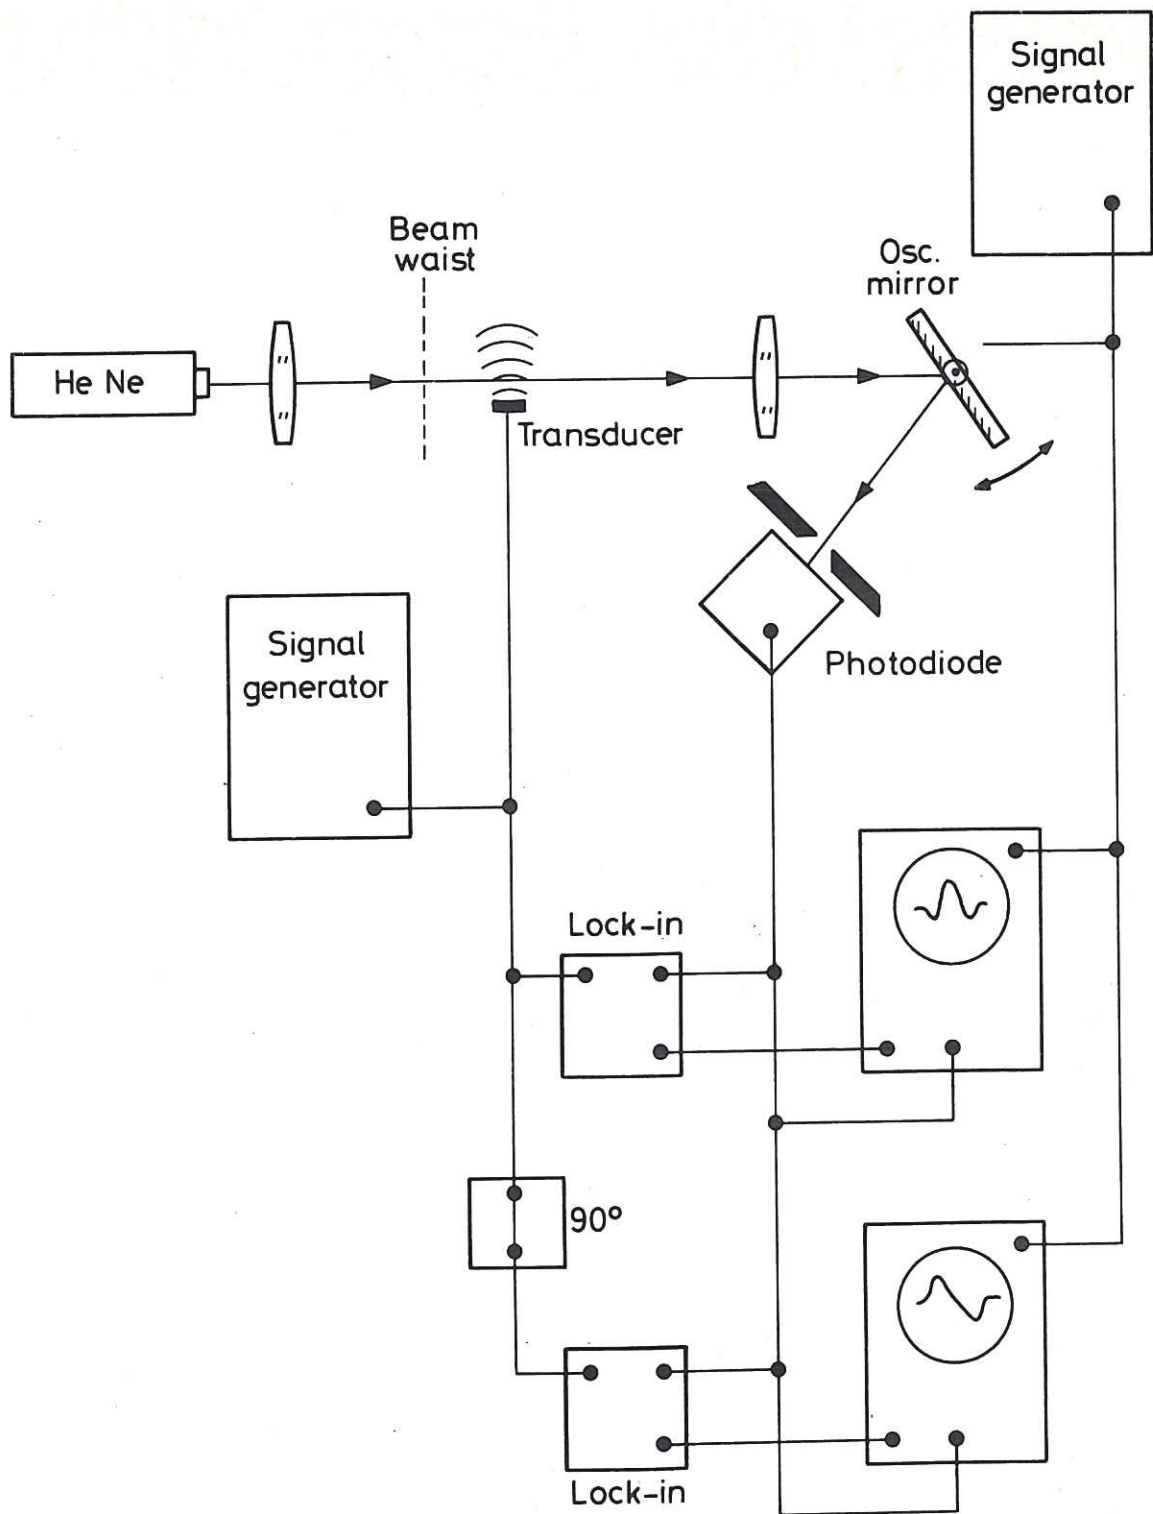 Signal
generator
Beam
waist
Osc.
mirror
He Ne
Transducer
Signal
generator
Photodiode
Lock-in
90°
Lock-in